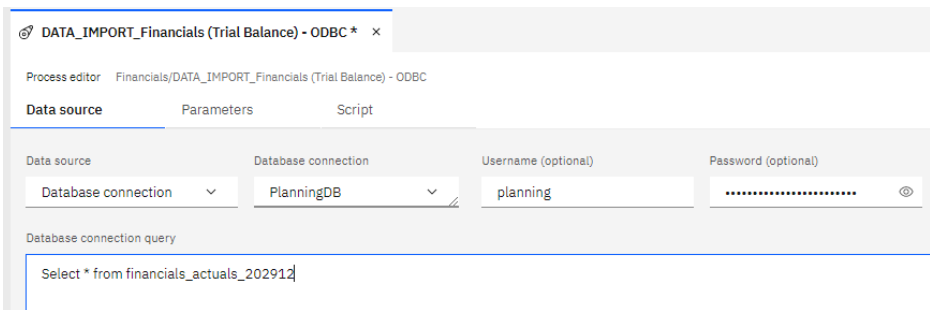 DATA_IMPORT_Financials (Trial Balance) - ODBC * ×
Process editor Financials/DATA_IMPORT_Financials (Trial Balance) - ODBC
Data source Parameters Script
Data source Database connection Username (optional) Password (optional)
Database connection PlanningDB planning ••••••••••••••••••••••••
Database connection query
Select * from financials_actuals_202912